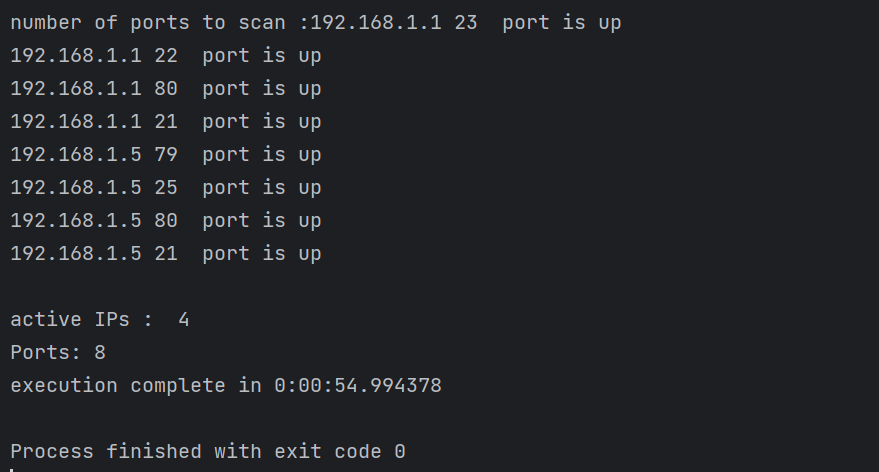 number of ports to scan :192.168.1.1 23  port is up
192.168.1.1 22  port is up
192.168.1.1 80  port is up
192.168.1.1 21  port is up
192.168.1.5 79  port is up
192.168.1.5 25  port is up
192.168.1.5 80  port is up
192.168.1.5 21  port is up
active IPs :  4
Ports: 8
execution complete in 0:00:54.994378
Process finished with exit code 0